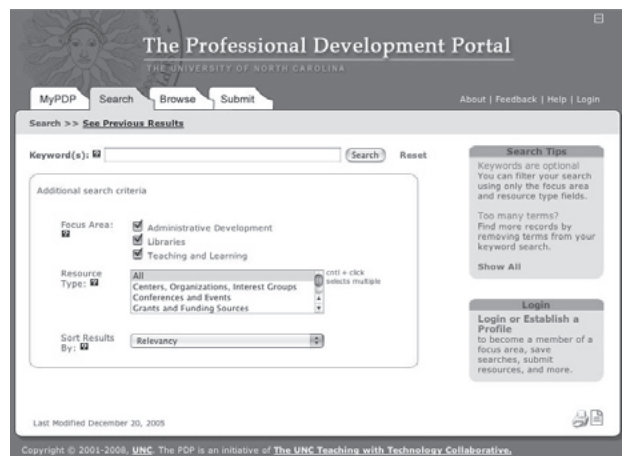 The Professional Development Portal
THE UNIVERSITY OF NORTH CAROLINA
MyPDP Search Browse Submit
About | Feedback | Help | Login
Search >> See Previous Results
Keyword(s): ? Search Reset
Additional search criteria
Focus Area: ?
Administrative Development
Libraries
Teaching and Learning
Resource Type: ?
All
Centers, Organizations, Interest Groups
Conferences and Events
Grants and Funding Sources
cntl + click
selects multiple
Sort Results By: ?
Relevancy
Search Tips
Keywords are optional
You can filter your search
using only the focus area
and resource type fields.
Too many terms?
Find more records by
removing terms from your
keyword search.
Show All
Login
Login or Establish a
Profile
to become a member of a
focus area, save
searches, submit
resources, and more.
Last Modified December 20, 2005
Copyright © 2001-2008, UNC. The PDP is an initiative of The UNC Teaching with Technology Collaborative.